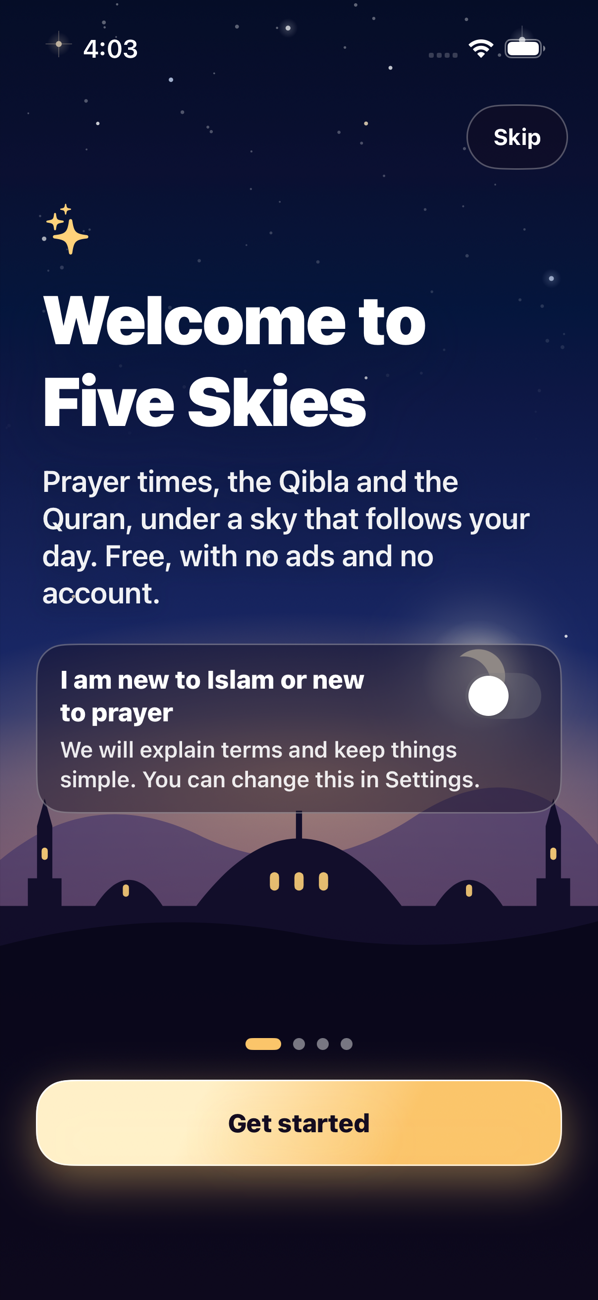 4:03
Skip
Welcome to
Five Skies
Prayer times, the Qibla and the
Quran, under a sky that follows your
day. Free, with no ads and no
account.
I am new to Islam or new
to prayer
We will explain terms and keep things
simple. You can change this in Settings.
Get started